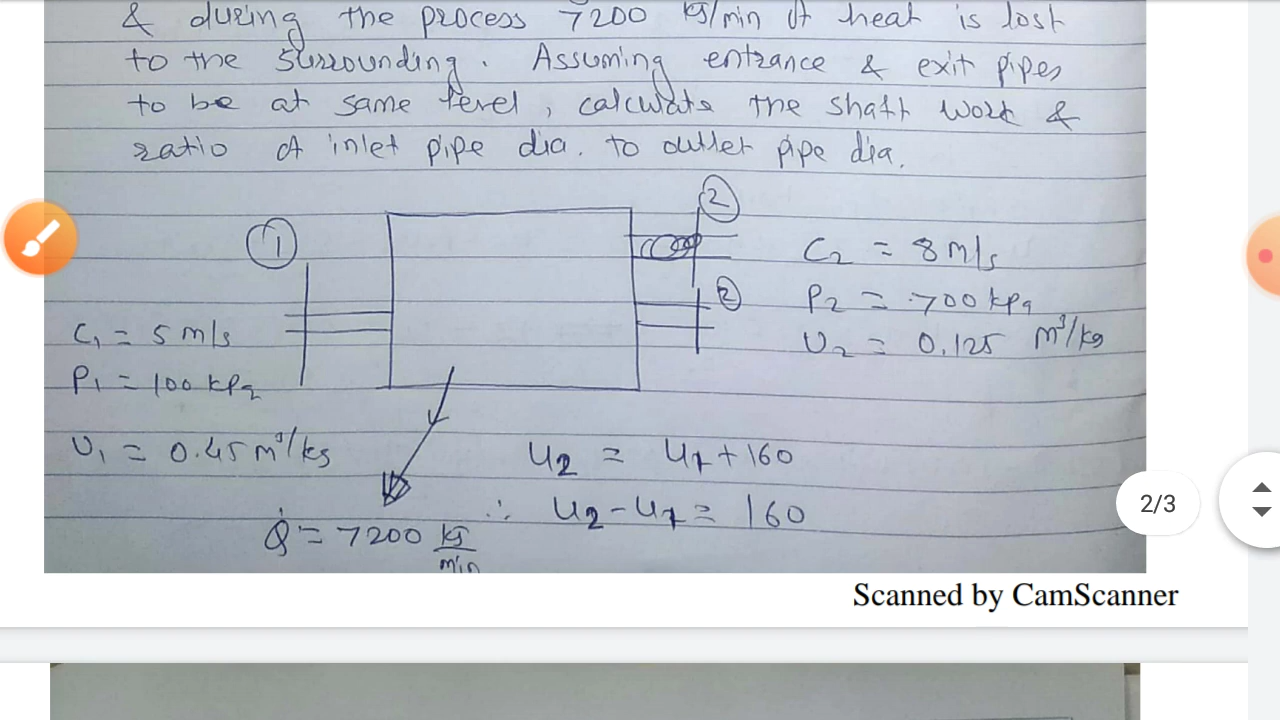 & during the process 7200 kJ/min of heat is lost
to the surrounding. Assuming entrance & exit pipes
to be at same level, calculate the shaft work &
ratio of inlet pipe dia. to outlet pipe dia.
1
2
2
C₂ = 8 m/s
P₂ = 700 kPa
υ₂ = 0.125 m³/kg
C₁ = 5 m/s
P₁ = 100 kPa
υ₁ = 0.45 m³/kg
u₂ = u₁ + 160
∴ u₂ - u₁ = 160
Q̇ = 7200 kJ/min
2/3
Scanned by CamScanner